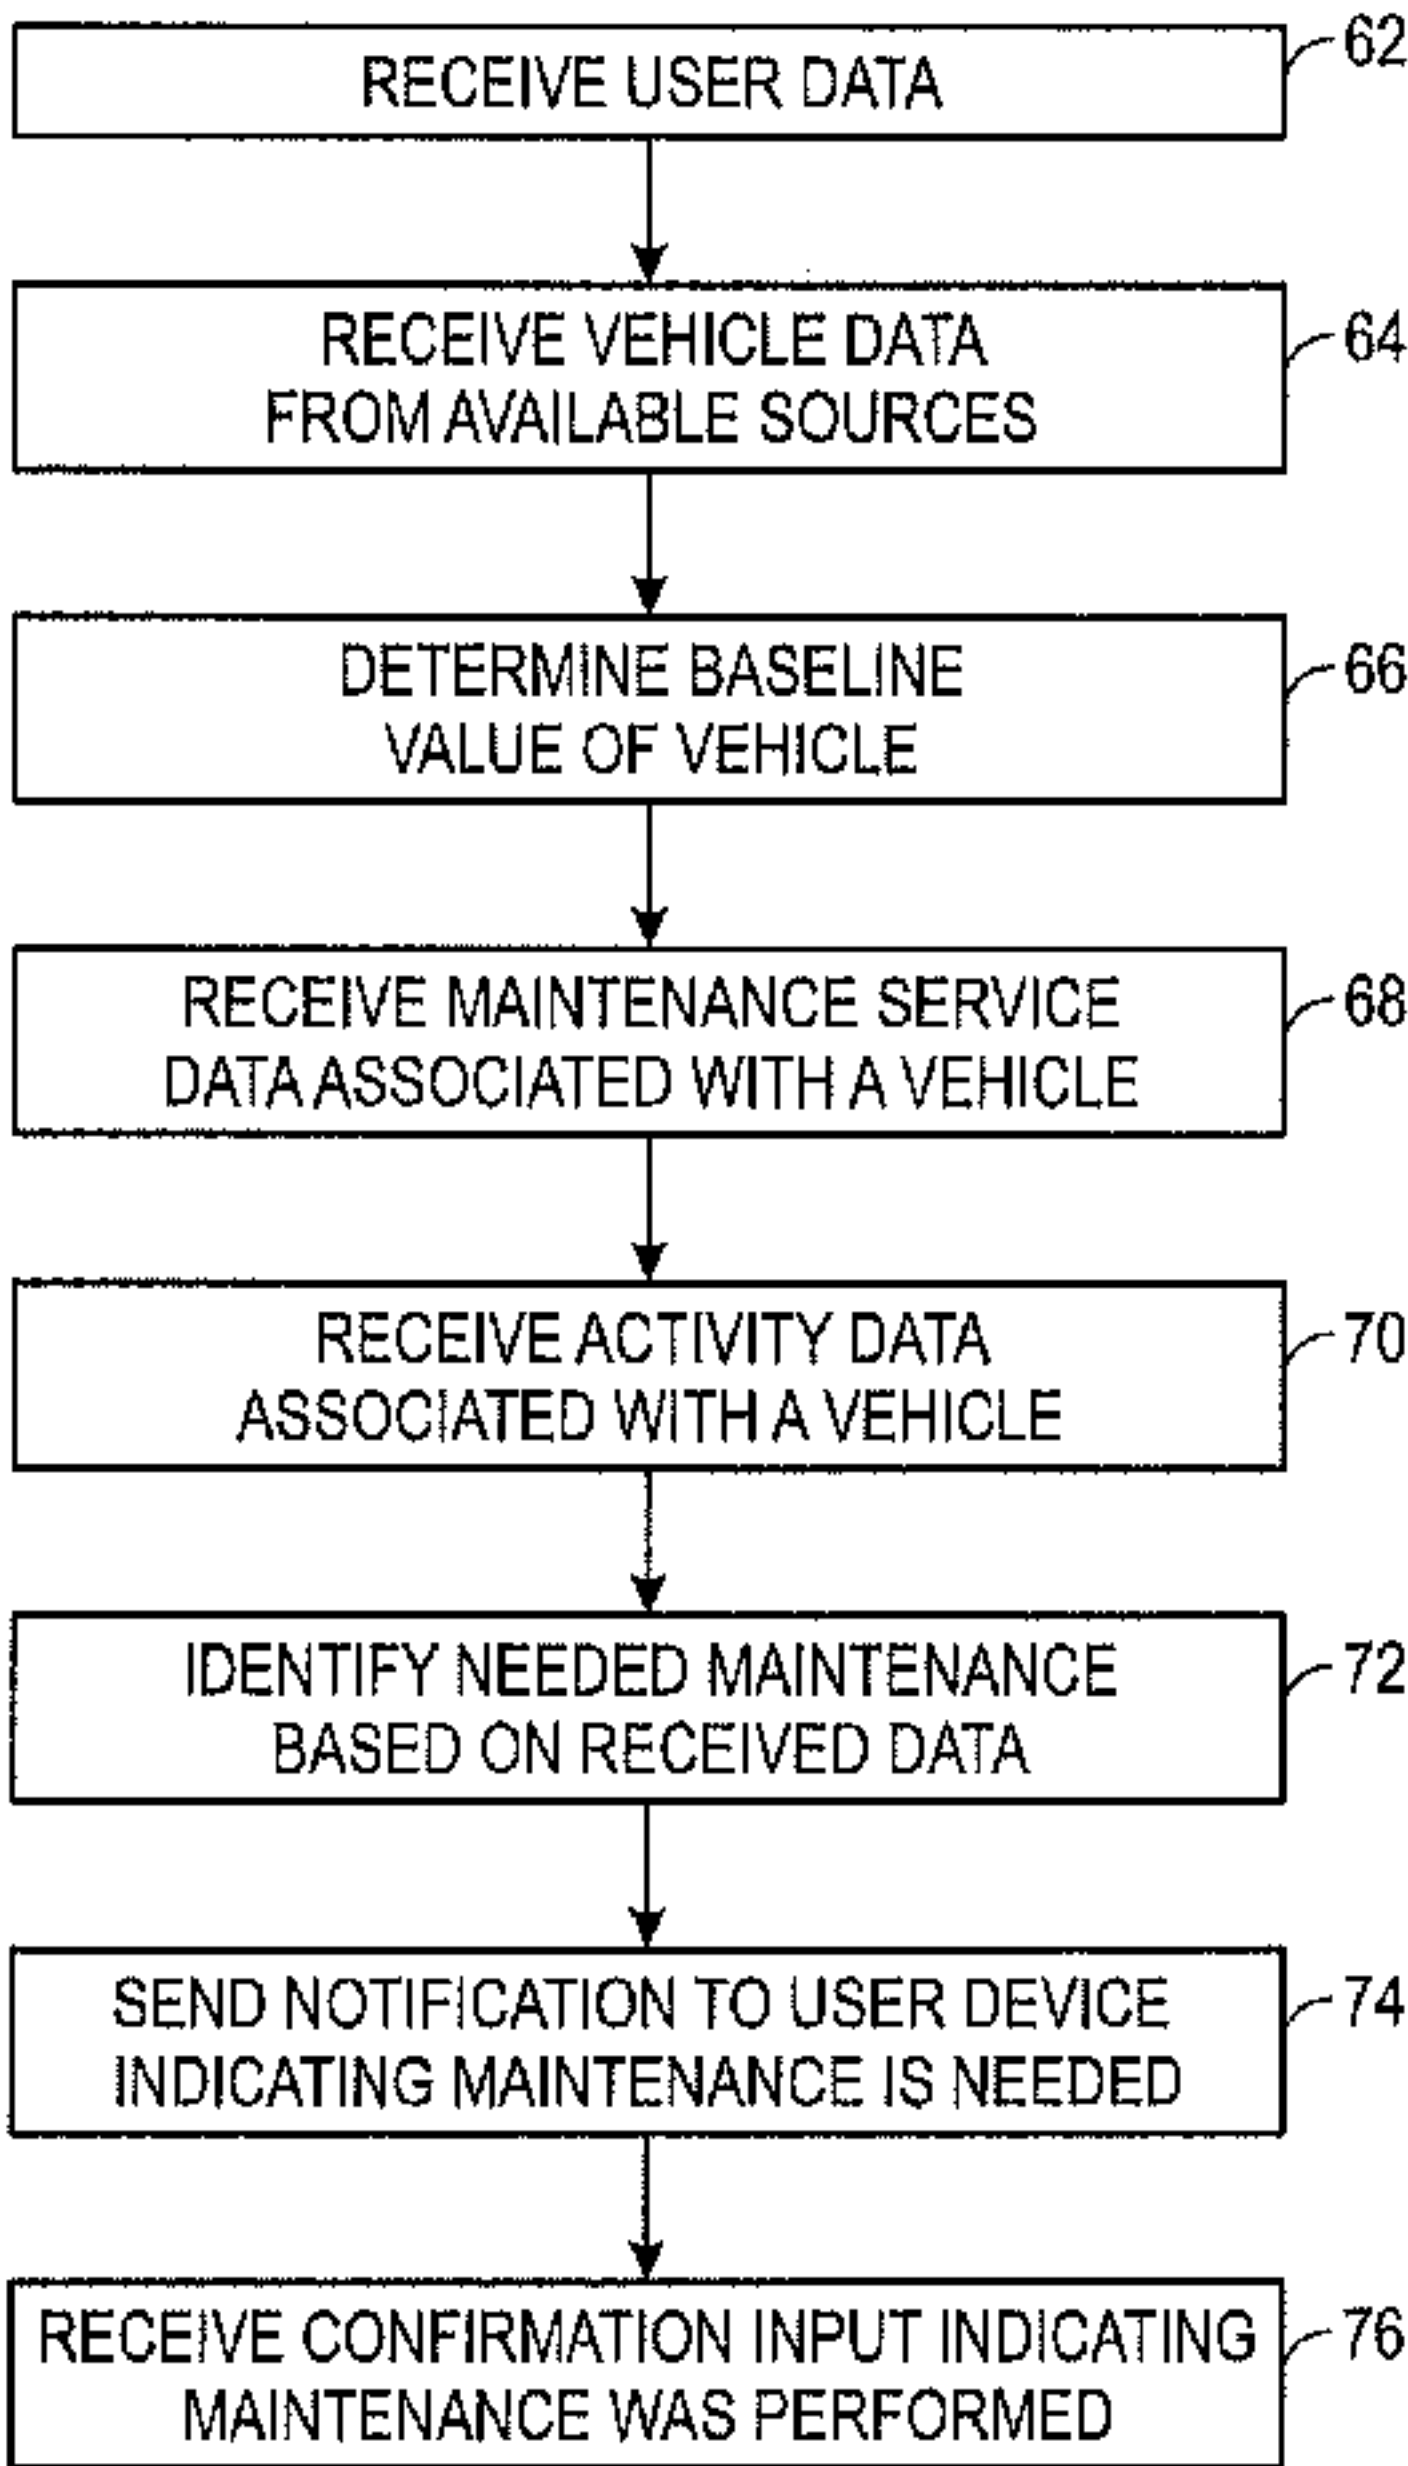 RECEIVE USER DATA
62
RECEIVE VEHICLE DATA
FROM AVAILABLE SOURCES
64
DETERMINE BASELINE
VALUE OF VEHICLE
66
RECEIVE MAINTENANCE SERVICE
DATA ASSOCIATED WITH A VEHICLE
68
RECEIVE ACTIVITY DATA
ASSOCIATED WITH A VEHICLE
70
IDENTIFY NEEDED MAINTENANCE
BASED ON RECEIVED DATA
72
SEND NOTIFICATION TO USER DEVICE
INDICATING MAINTENANCE IS NEEDED
74
RECEIVE CONFIRMATION INPUT INDICATING
MAINTENANCE WAS PERFORMED
76